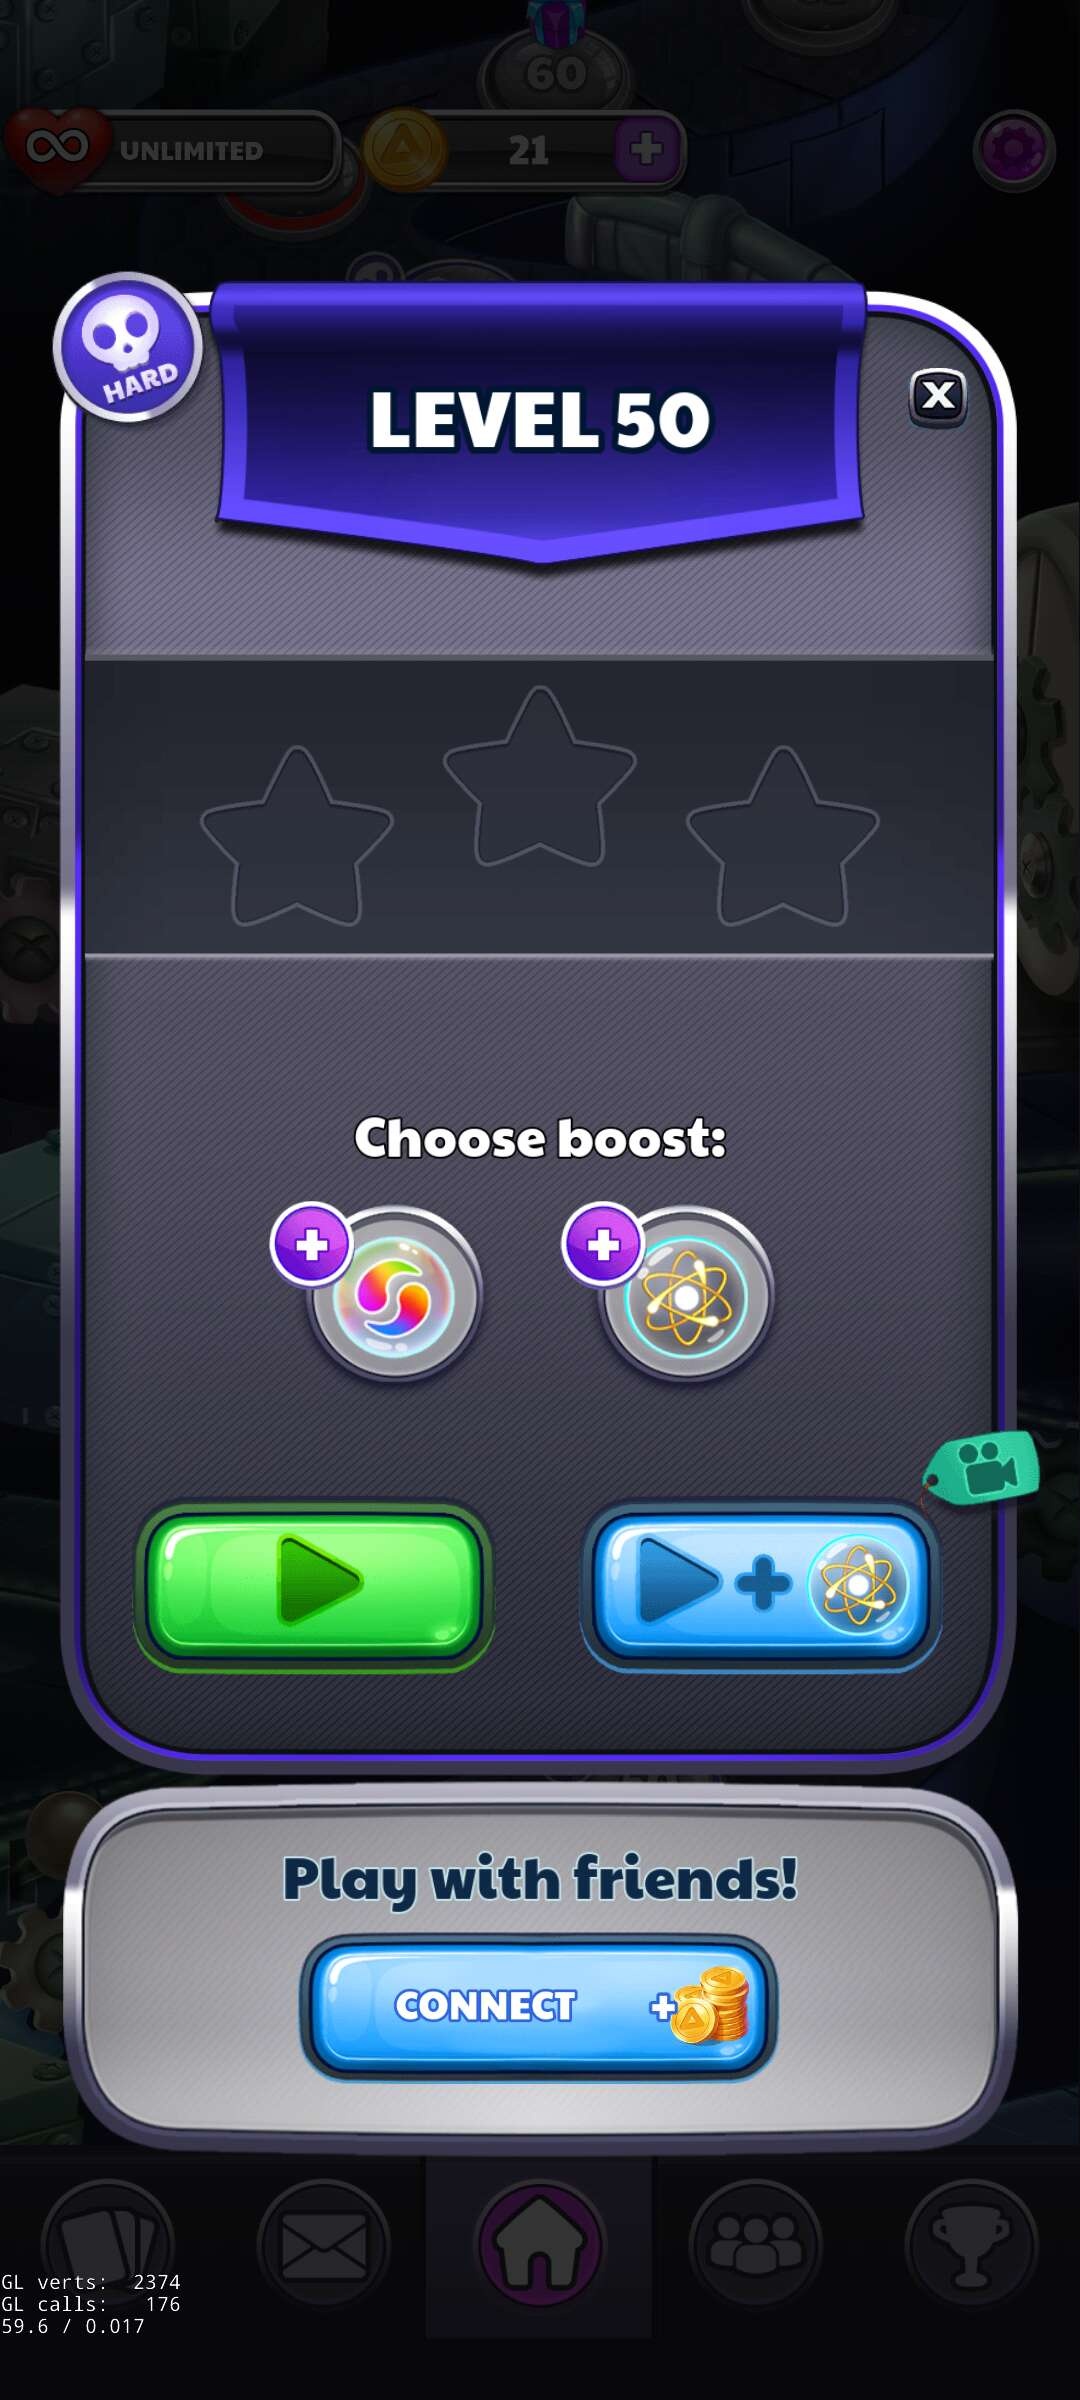 60
UNLIMITED
21
HARD
LEVEL 50
X
Choose boost:
Play with friends!
CONNECT +
GL verts: 2374
GL calls: 176
59.6 / 0.017